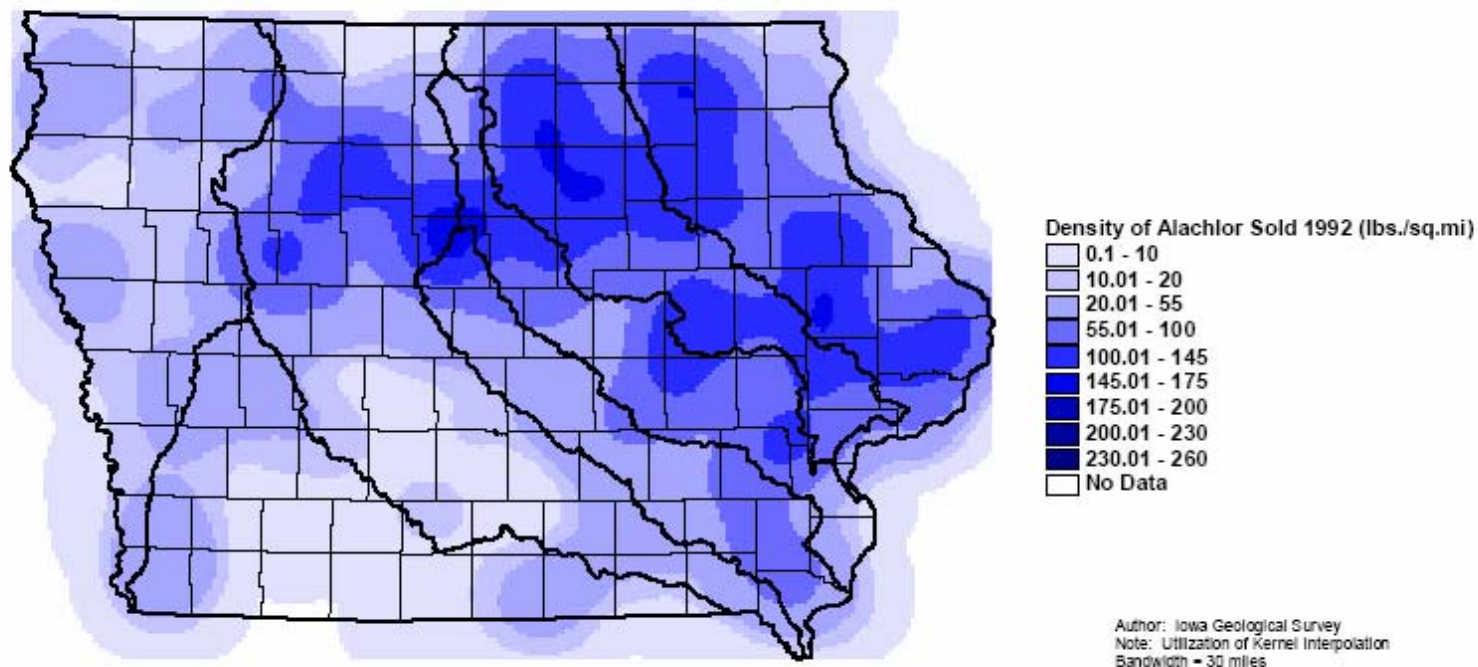 Density of Alachlor Sold 1992 (lbs./sq.mi)
0.1 - 10
10.01 - 20
20.01 - 55
55.01 - 100
100.01 - 145
145.01 - 175
175.01 - 200
200.01 - 230
230.01 - 260
No Data
Author: Iowa Geological Survey
Note: Utilization of Kernel Interpolation
Bandwidth = 30 miles